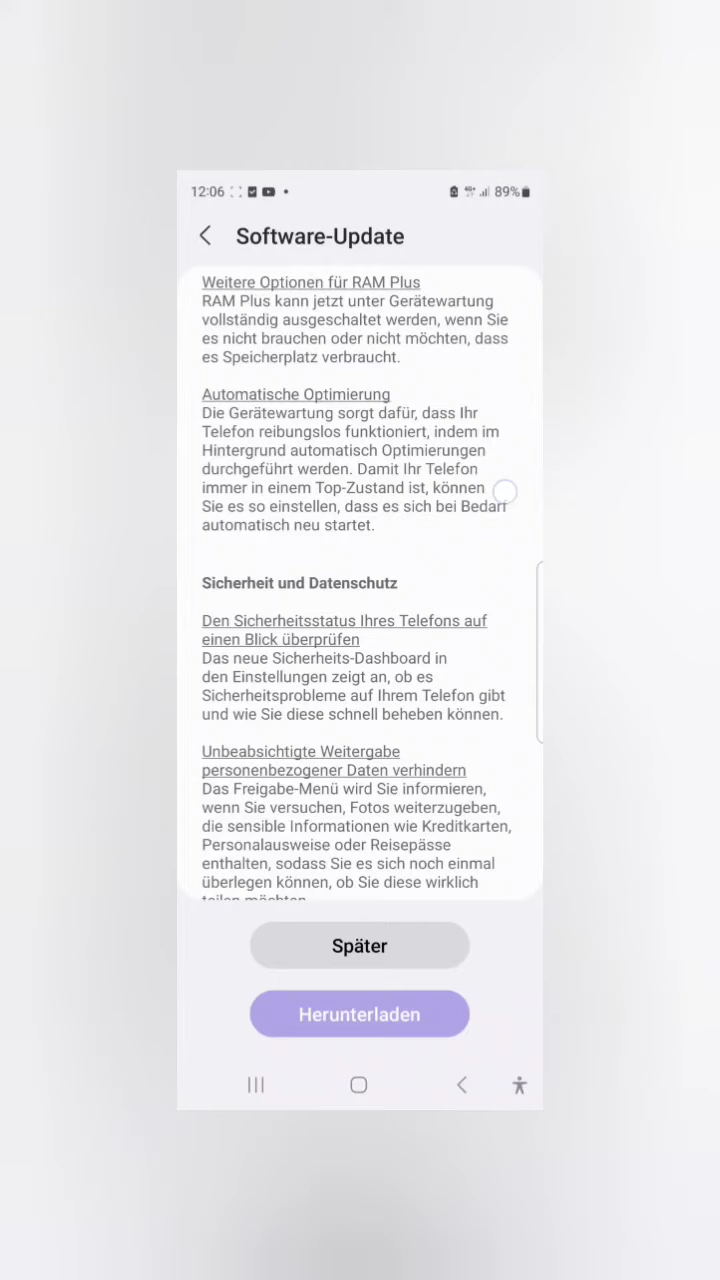 12:06
4G+
89%
Software-Update
Weitere Optionen für RAM Plus
RAM Plus kann jetzt unter Gerätewartung
vollständig ausgeschaltet werden, wenn Sie
es nicht brauchen oder nicht möchten, dass
es Speicherplatz verbraucht.
Automatische Optimierung
Die Gerätewartung sorgt dafür, dass Ihr
Telefon reibungslos funktioniert, indem im
Hintergrund automatisch Optimierungen
durchgeführt werden. Damit Ihr Telefon
immer in einem Top-Zustand ist, können
Sie es so einstellen, dass es sich bei Bedarf
automatisch neu startet.
Sicherheit und Datenschutz
Den Sicherheitsstatus Ihres Telefons auf
einen Blick überprüfen
Das neue Sicherheits-Dashboard in
den Einstellungen zeigt an, ob es
Sicherheitsprobleme auf Ihrem Telefon gibt
und wie Sie diese schnell beheben können.
Unbeabsichtigte Weitergabe
personenbezogener Daten verhindern
Das Freigabe-Menü wird Sie informieren,
wenn Sie versuchen, Fotos weiterzugeben,
die sensible Informationen wie Kreditkarten,
Personalausweise oder Reisepässe
enthalten, sodass Sie es sich noch einmal
überlegen können, ob Sie diese wirklich
teilen möchten.
Später
Herunterladen